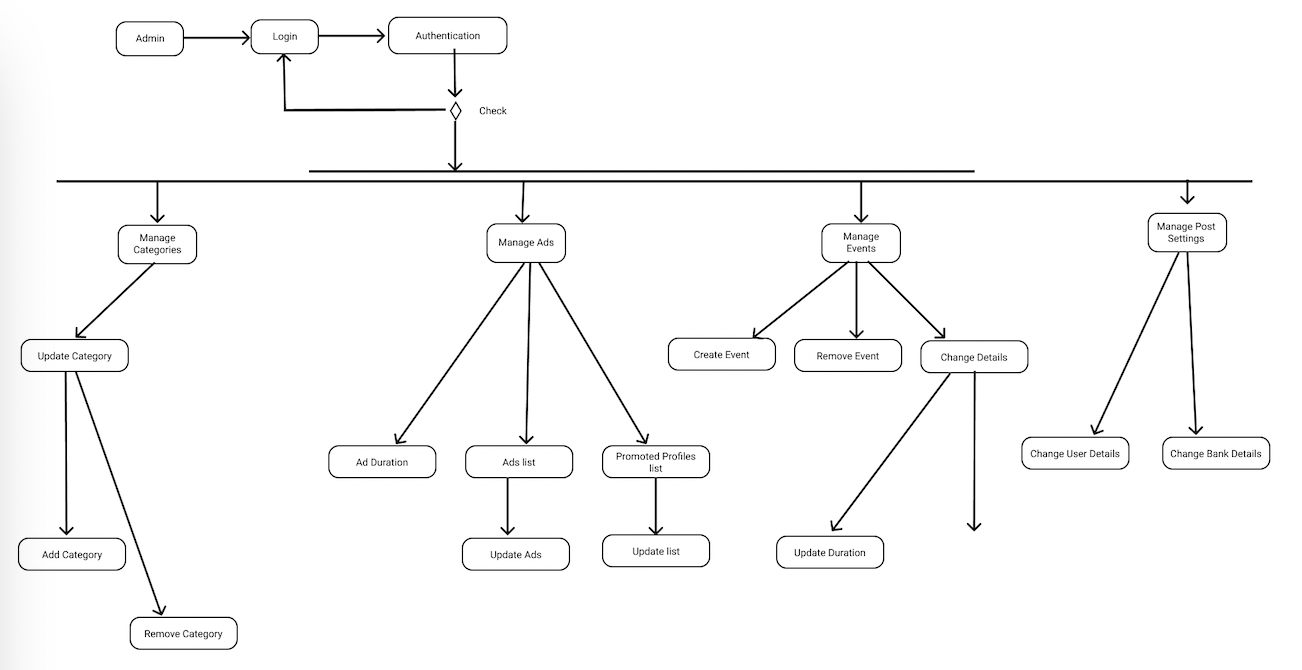 Admin
Login
Authentication
Check
Manage
Categories
Manage Ads
Manage
Events
Manage Post
Settings
Update Category
Create Event
Remove Event
Change Details
Ad Duration
Ads list
Promoted Profiles
list
Change User Details
Change Bank Details
Add Category
Update Ads
Update list
Update Duration
Remove Category